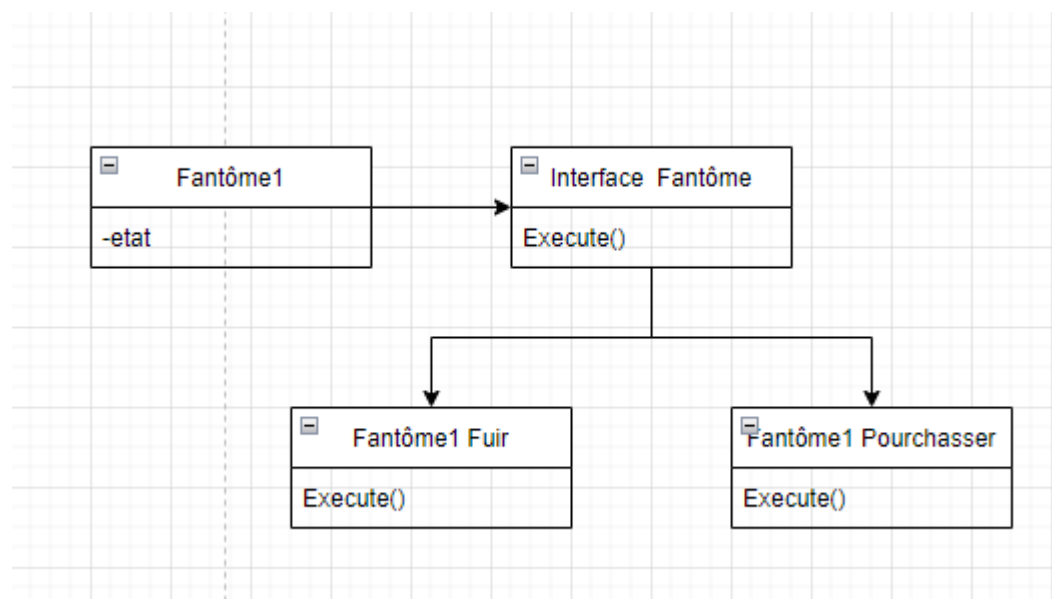 Fantôme1
-etat
Interface Fantôme
Execute()
Fantôme1 Fuir
Execute()
Fantôme1 Pourchasser
Execute()